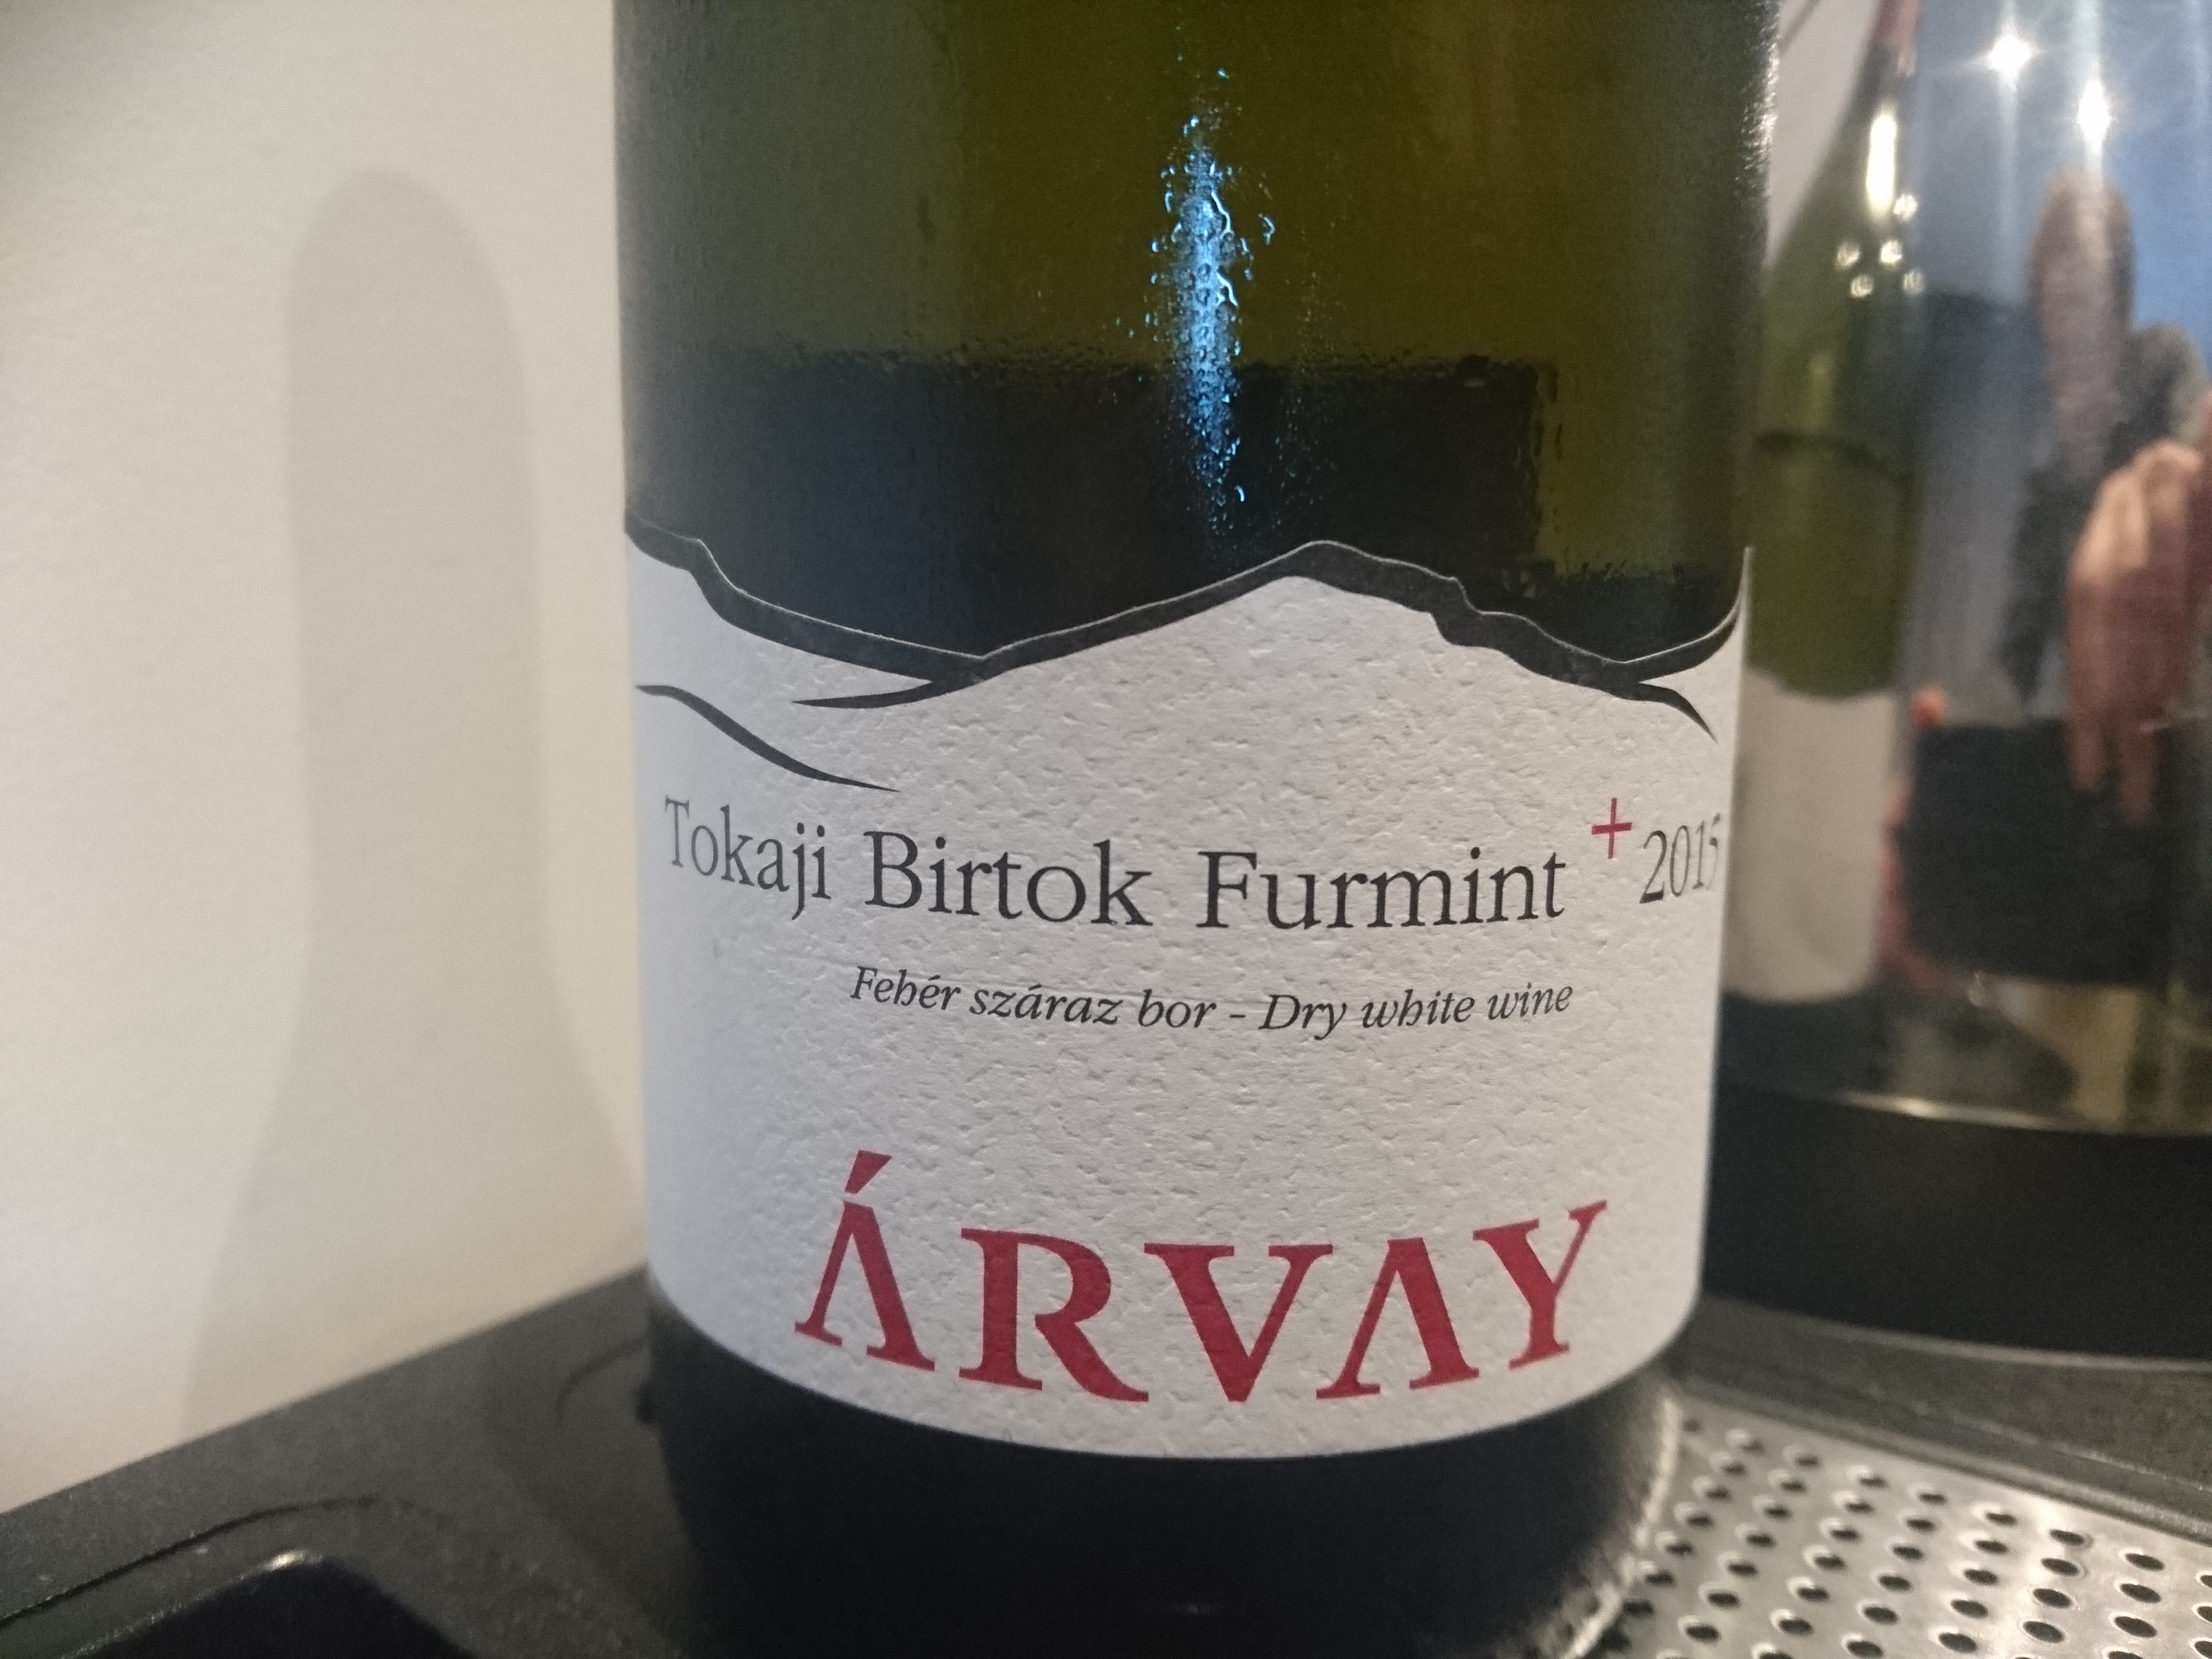 Tokaji Birtok Furmint + 2015
Fehér száraz bor - Dry white wine
ÁRVAY